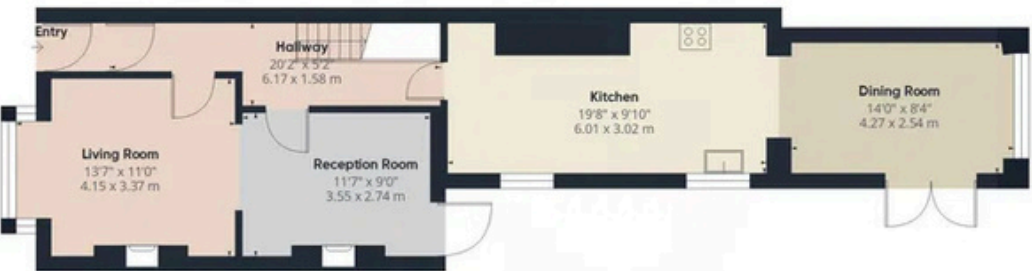 Entry
Hallway
20'2" x 5'2"
6.17 x 1.58 m
Kitchen
19'8" x 9'10"
6.01 x 3.02 m
Dining Room
14'0" x 8'4"
4.27 x 2.54 m
Living Room
13'7" x 11'0"
4.15 x 3.37 m
Reception Room
11'7" x 9'0"
3.55 x 2.74 m